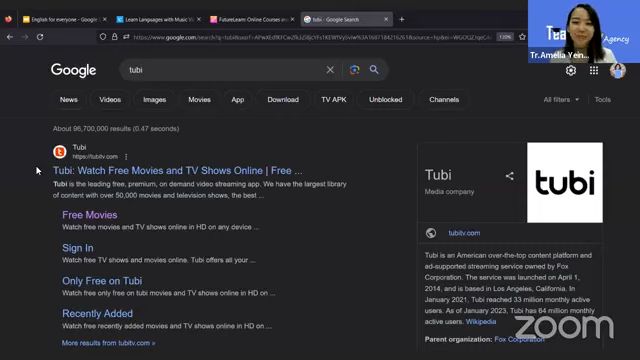 English for everyone - Google D
Learn Languages with Music Vi
FutureLearn: Online Courses an
tubi - Google Search
120%
Agency
Tr.Amelia Yein
Google
tubi
News
Videos
Images
Movies
App
Download
TV APK
Unblocked
Channels
All filters
Tools
About 96,700,000 results (0.47 seconds)
Tubi
https://tubitv.com
Tubi: Watch Free Movies and TV Shows Online | Free ...
Tubi is the leading free, premium, on demand video streaming app. We have the largest library
of content with over 50,000 movies and television shows, the best ...
Free Movies
Watch free movies and TV shows online in HD on any device ...
Sign In
Watch free TV shows and movies online. Tubi offers all your ...
Only Free on Tubi
Watch free only free on tubi movies and TV shows online in HD on ...
Recently Added
Watch free recently added movies and TV shows online in HD on ...
More results from tubitv.com »
Tubi
Media company
tubi
tubitv.com
Tubi is an American over-the-top content platform and
ad-supported streaming service owned by Fox
Corporation. The service was launched on April 1,
2014, and is based in Los Angeles, California. In
January 2021, Tubi reached 33 million monthly active
users. As of January 2023, Tubi has 64 million monthly
active users. Wikipedia
Parent organization: Fox Corporation
zoom